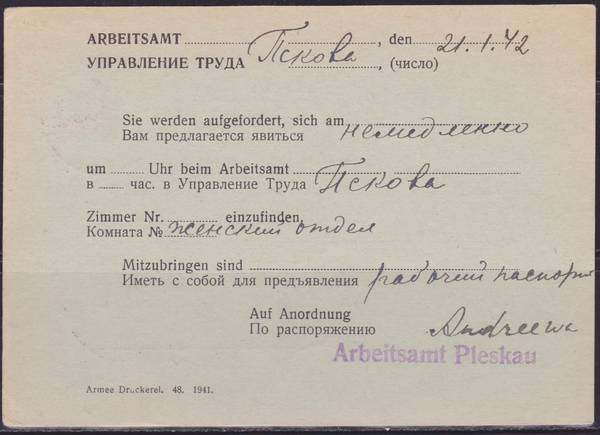 ARBEITSAMT Пскова, den 21.1.42
УПРАВЛЕНИЕ ТРУДА , (число)
Sie werden aufgefordert, sich am
Вам предлагается явиться немедленно
um Uhr beim Arbeitsamt
в час. в Управление Труда Пскова
Zimmer Nr. einzufinden.
Комната № женский отдел
Mitzubringen sind
Иметь с собой для предъявления рабочий паспорт
Auf Anordnung
По распоряжению Andreewa
Arbeitsamt Pleskau
Armee Druckerei. 48. 1941.